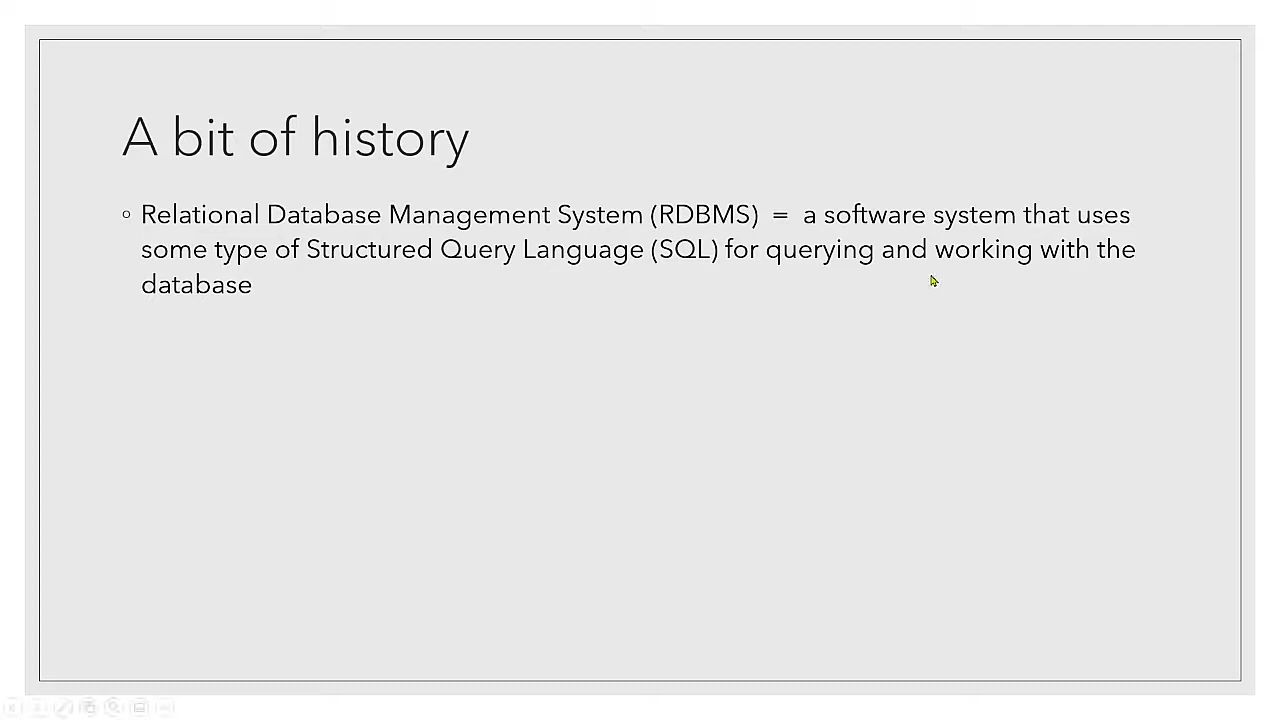 A bit of history
◦ Relational Database Management System (RDBMS) = a software system that uses
some type of Structured Query Language (SQL) for querying and working with the
database